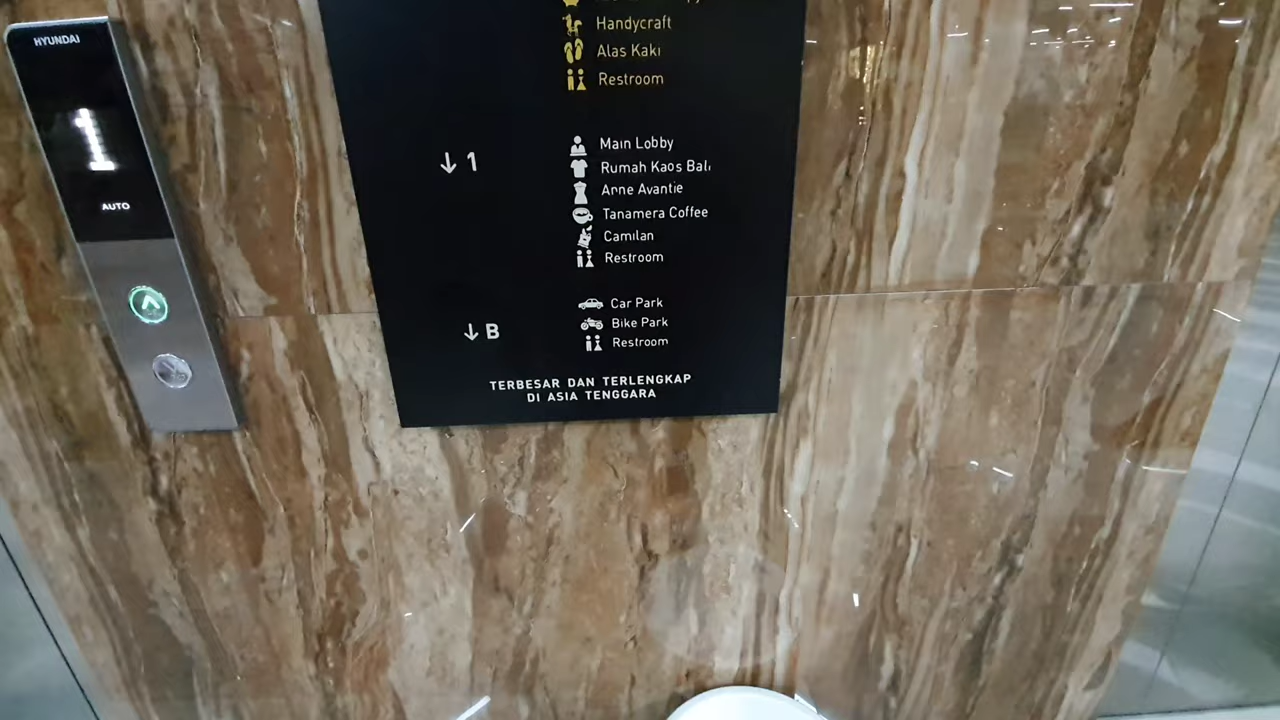 HYUNDAI
1
AUTO
Handycraft
Alas Kaki
Restroom
↓ 1
Main Lobby
Rumah Kaos Bali
Anne Avantie
Tanamera Coffee
Camilan
Restroom
↓ B
Car Park
Bike Park
Restroom
TERBESAR DAN TERLENGKAP
DI ASIA TENGGARA